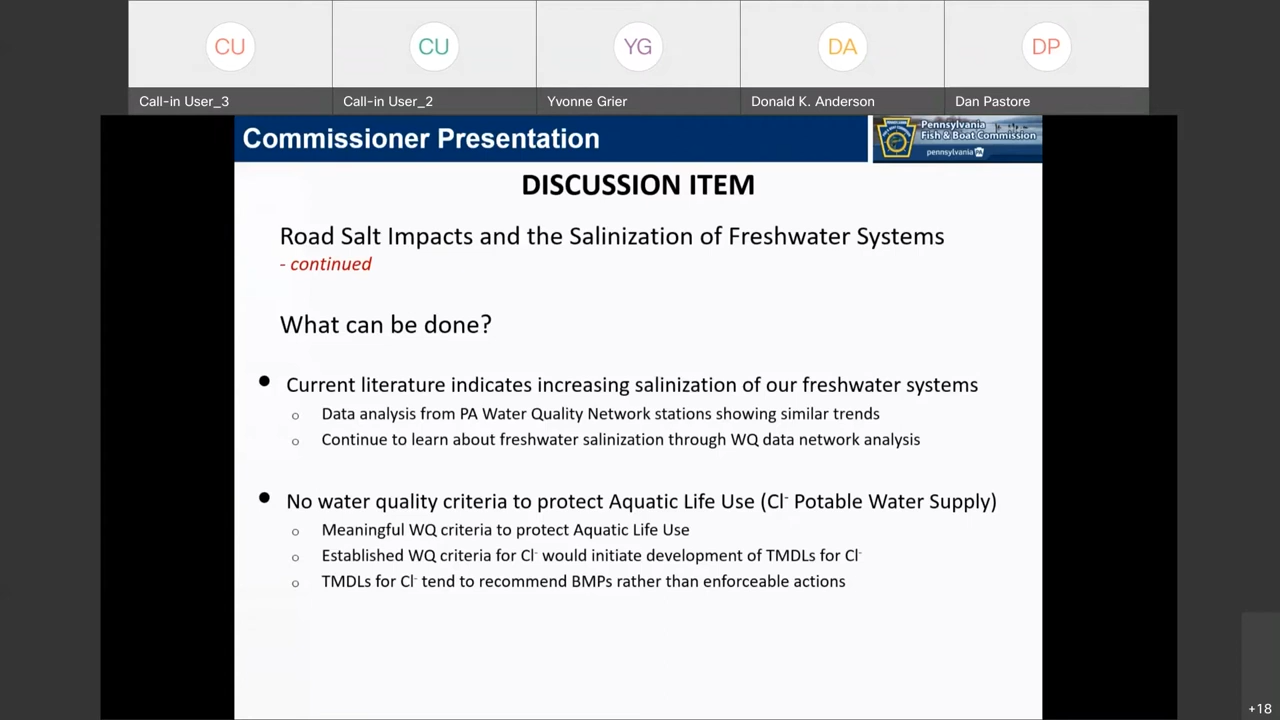 CU
CU
YG
DA
DP
Call-in User_3
Call-in User_2
Yvonne Grier
Donald K. Anderson
Dan Pastore
Commissioner Presentation
Pennsylvania
Fish & Boat Commission
pennsylvania PA
DISCUSSION ITEM
Road Salt Impacts and the Salinization of Freshwater Systems
- continued
What can be done?
• Current literature indicates increasing salinization of our freshwater systems
o Data analysis from PA Water Quality Network stations showing similar trends
o Continue to learn about freshwater salinization through WQ data network analysis
• No water quality criteria to protect Aquatic Life Use (Cl⁻ Potable Water Supply)
o Meaningful WQ criteria to protect Aquatic Life Use
o Established WQ criteria for Cl⁻ would initiate development of TMDLs for Cl⁻
o TMDLs for Cl⁻ tend to recommend BMPs rather than enforceable actions
+18